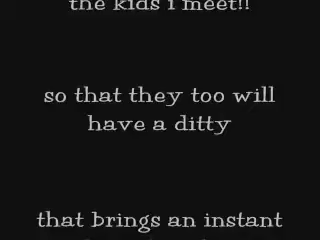 the kids i meet!!
so that they too will
have a ditty
that brings an instant